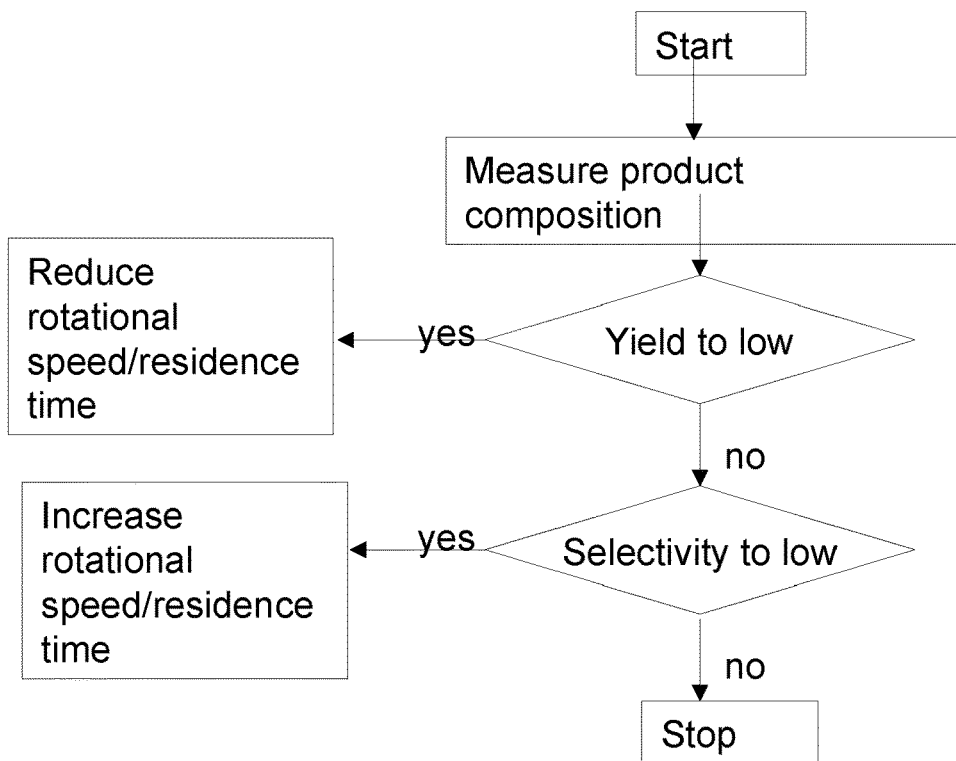 Start
Measure product
composition
Reduce
rotational
speed/residence
time
yes
Yield to low
no
Increase
rotational
speed/residence
time
yes
Selectivity to low
no
Stop